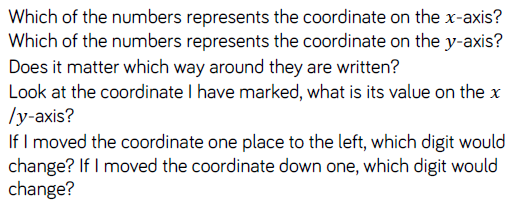 Which of the numbers represents the coordinate on the x-axis?
Which of the numbers represents the coordinate on the y-axis?
Does it matter which way around they are written?
Look at the coordinate I have marked, what is its value on the x
/y-axis?
If I moved the coordinate one place to the left, which digit would
change? If I moved the coordinate down one, which digit would
change?